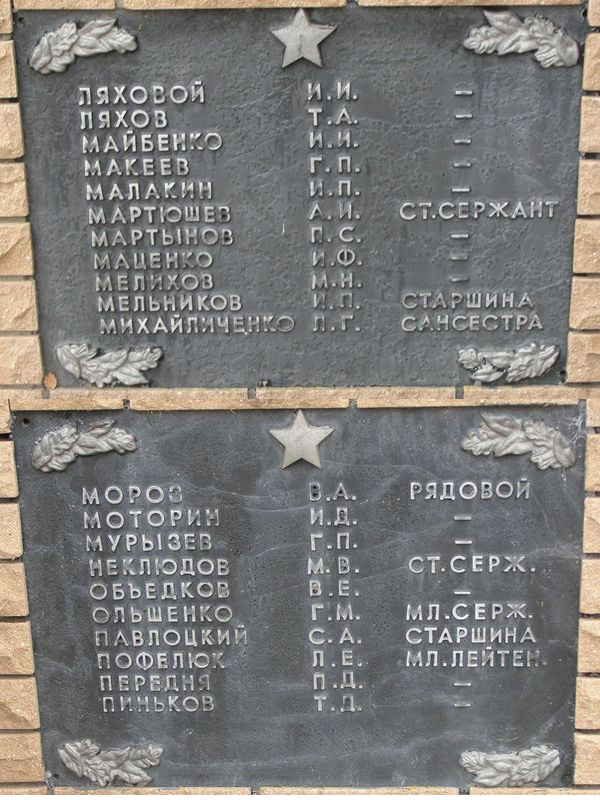 ЛЯХОВОЙ И.И. –
ЛЯХОВ Т.А. –
МАЙБЕНКО И.И. –
МАКЕЕВ Г.П. –
МАЛАКИН И.П. –
МАРТЮШЕВ А.И. СТ.СЕРЖАНТ
МАРТЫНОВ П.С. –
МАЦЕНКО И.Ф. –
МЕЛИХОВ М.Н. –
МЕЛЬНИКОВ И.П. СТАРШИНА
МИХАЙЛИЧЕНКО Л.Г. САНСЕСТРА
МОРОЗ В.А. РЯДОВОЙ
МОТОРИН И.Д. –
МУРЫЗЕВ Г.П. –
НЕКЛЮДОВ М.В. СТ.СЕРЖ.
ОБЪЕДКОВ В.Е. –
ОЛЬШЕНКО Г.М. МЛ.СЕРЖ.
ПАВЛОЦКИЙ С.А. СТАРШИНА
ПОФЕЛЮК Л.Е. МЛ.ЛЕЙТЕН.
ПЕРЕДНЯ П.Д. –
ПИНЬКОВ Т.Д. –